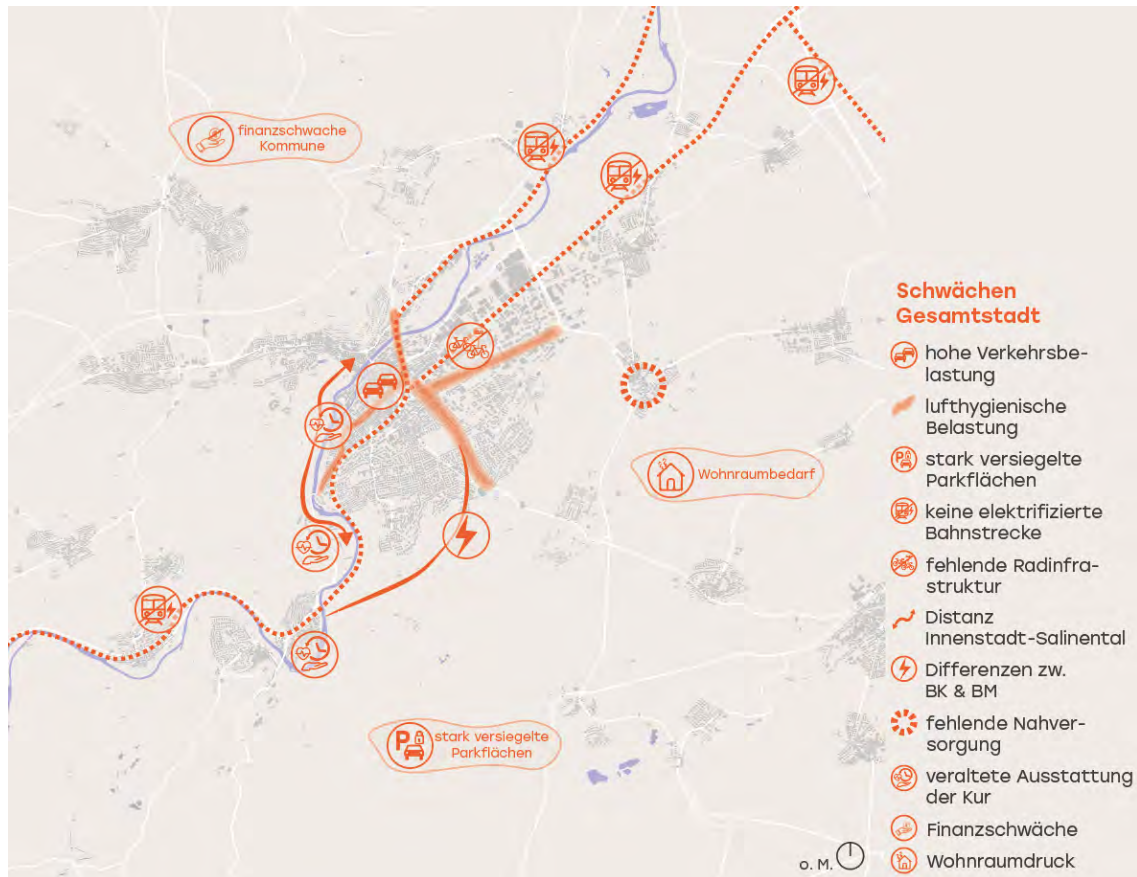 finanzschwache
Kommune
Wohnraumbedarf
P
stark versiegelte
Parkflächen
o. M.
Schwächen
Gesamtstadt
hohe Verkehrsbe-
lastung
lufthygienische
Belastung
P
stark versiegelte
Parkflächen
keine elektrifizierte
Bahnstrecke
fehlende Radinfra-
struktur
Distanz
Innenstadt-Salinental
Differenzen zw.
BK & BM
fehlende Nahver-
sorgung
veraltete Ausstattung
der Kur
Finanzschwäche
Wohnraumdruck